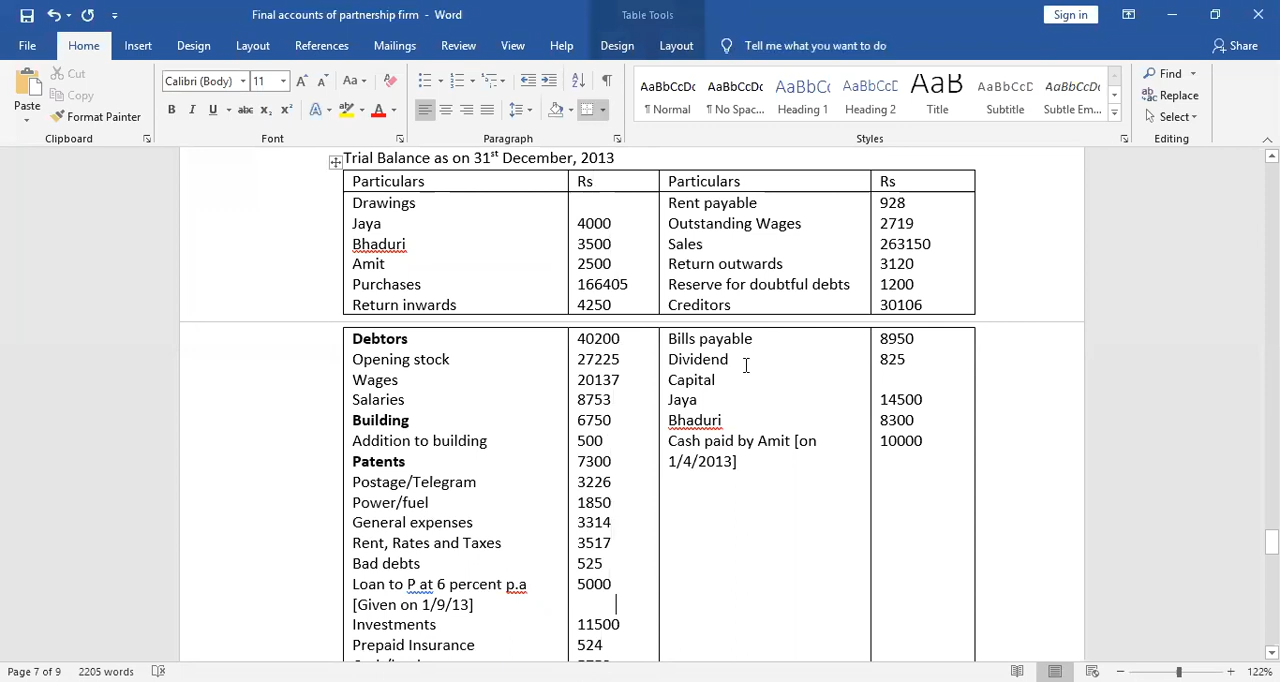 Final accounts of partnership firm - Word
Table Tools
Sign in
File Home Insert Design Layout References Mailings Review View Help Design Layout Tell me what you want to do Share
Paste
Cut
Copy
Format Painter
Calibri (Body) 11
Aa
B I U abc x₂ x²
AaBbCcDc AaBbCcDc AaBbCc AaBbCcD AaB AaBbCcD AaBbCcDc
¶ Normal ¶ No Spac... Heading 1 Heading 2 Title Subtitle Subtle Em...
Find
Replace
Select
Clipboard Font Paragraph Styles Editing
Trial Balance as on 31st December, 2013
Particulars Rs Particulars Rs
Drawings Rent payable 928
Jaya 4000 Outstanding Wages 2719
Bhaduri 3500 Sales 263150
Amit 2500 Return outwards 3120
Purchases 166405 Reserve for doubtful debts 1200
Return inwards 4250 Creditors 30106
Debtors 40200 Bills payable 8950
Opening stock 27225 Dividend 825
Wages 20137 Capital
Salaries 8753 Jaya 14500
Building 6750 Bhaduri 8300
Addition to building 500 Cash paid by Amit [on 10000
Patents 7300 1/4/2013]
Postage/Telegram 3226
Power/fuel 1850
General expenses 3314
Rent, Rates and Taxes 3517
Bad debts 525
Loan to P at 6 percent p.a 5000
[Given on 1/9/13]
Investments 11500
Prepaid Insurance 524
Page 7 of 9 2205 words 122%